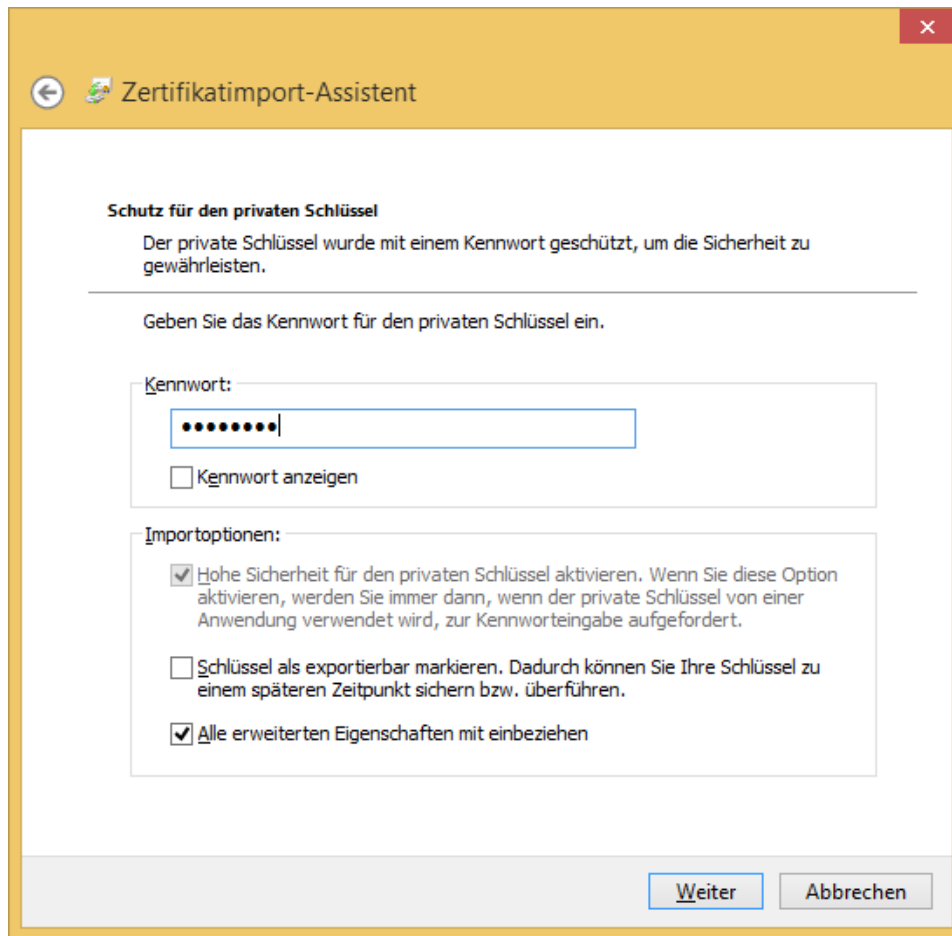 Zertifikatimport-Assistent
Schutz für den privaten Schlüssel
Der private Schlüssel wurde mit einem Kennwort geschützt, um die Sicherheit zu
gewährleisten.
Geben Sie das Kennwort für den privaten Schlüssel ein.
Kennwort:
••••••••
Kennwort anzeigen
Importoptionen:
Hohe Sicherheit für den privaten Schlüssel aktivieren. Wenn Sie diese Option
aktivieren, werden Sie immer dann, wenn der private Schlüssel von einer
Anwendung verwendet wird, zur Kennworteingabe aufgefordert.
Schlüssel als exportierbar markieren. Dadurch können Sie Ihre Schlüssel zu
einem späteren Zeitpunkt sichern bzw. überführen.
Alle erweiterten Eigenschaften mit einbeziehen
Weiter
Abbrechen